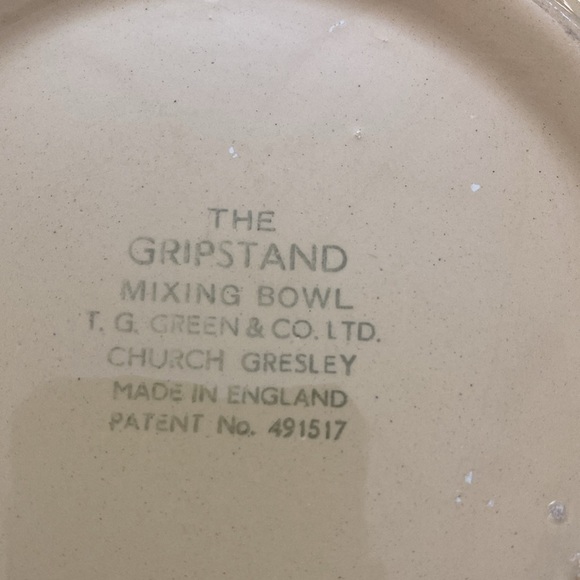 THE
GRIPSTAND
MIXING BOWL
T. G. GREEN & CO. LTD.
CHURCH GRESLEY
MADE IN ENGLAND
PATENT No. 491517